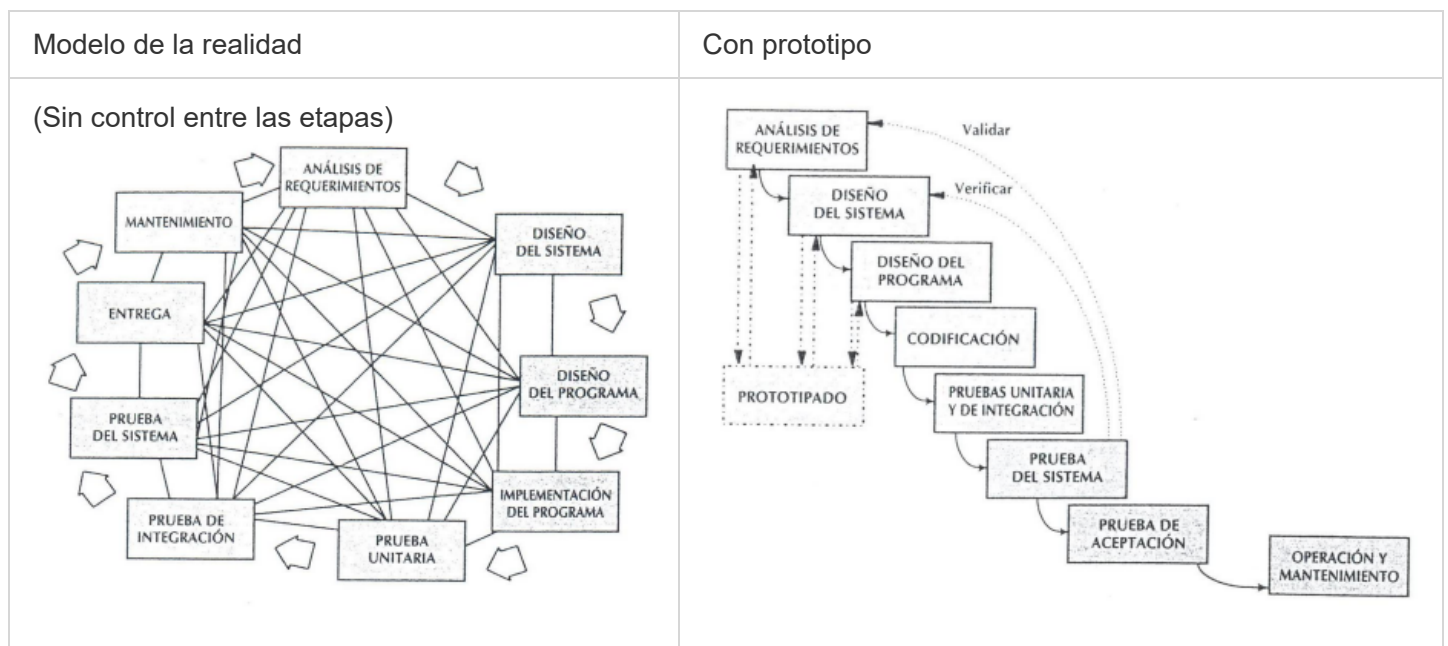 Modelo de la realidad
Con prototipo
(Sin control entre las etapas)
ANÁLISIS DE
REQUERIMIENTOS
MANTENIMIENTO
DISEÑO
DEL SISTEMA
ENTREGA
DISEÑO
DEL PROGRAMA
PRUEBA
DEL SISTEMA
IMPLEMENTACIÓN
DEL PROGRAMA
PRUEBA DE
INTEGRACIÓN
PRUEBA
UNITARIA
ANÁLISIS DE
REQUERIMIENTOS
Validar
DISEÑO
DEL SISTEMA
Verificar
DISEÑO DEL
PROGRAMA
CODIFICACIÓN
PROTOTIPADO
PRUEBAS UNITARIA
Y DE INTEGRACIÓN
PRUEBA
DEL SISTEMA
PRUEBA DE
ACEPTACIÓN
OPERACIÓN Y
MANTENIMIENTO